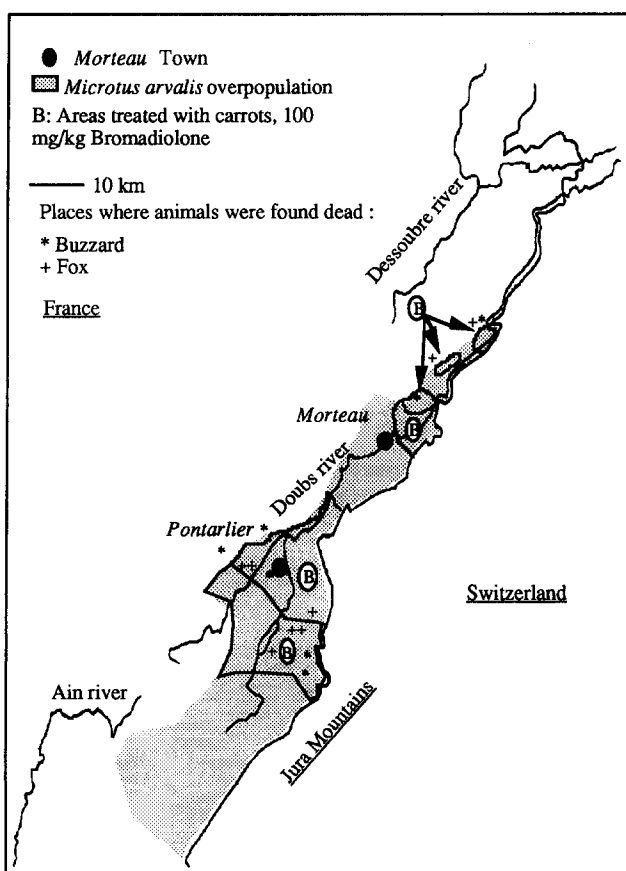 Morteau Town
Microtus arvalis overpopulation
B: Areas treated with carrots, 100
mg/kg Bromadiolone
10 km
Places where animals were found dead :
* Buzzard
+ Fox
France
Dessoubre river
B
+*
+
*
Morteau
B
Doubs river
Pontarlier
*
*
++
B
Switzerland
+
++
+
B
*
*
Ain river
Jura Mountains